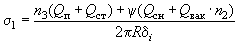 σ₁ = (n₃(Qп + Qст) + ψ(Qсн + Qвак · n₂)) / (2πRδᵢ)